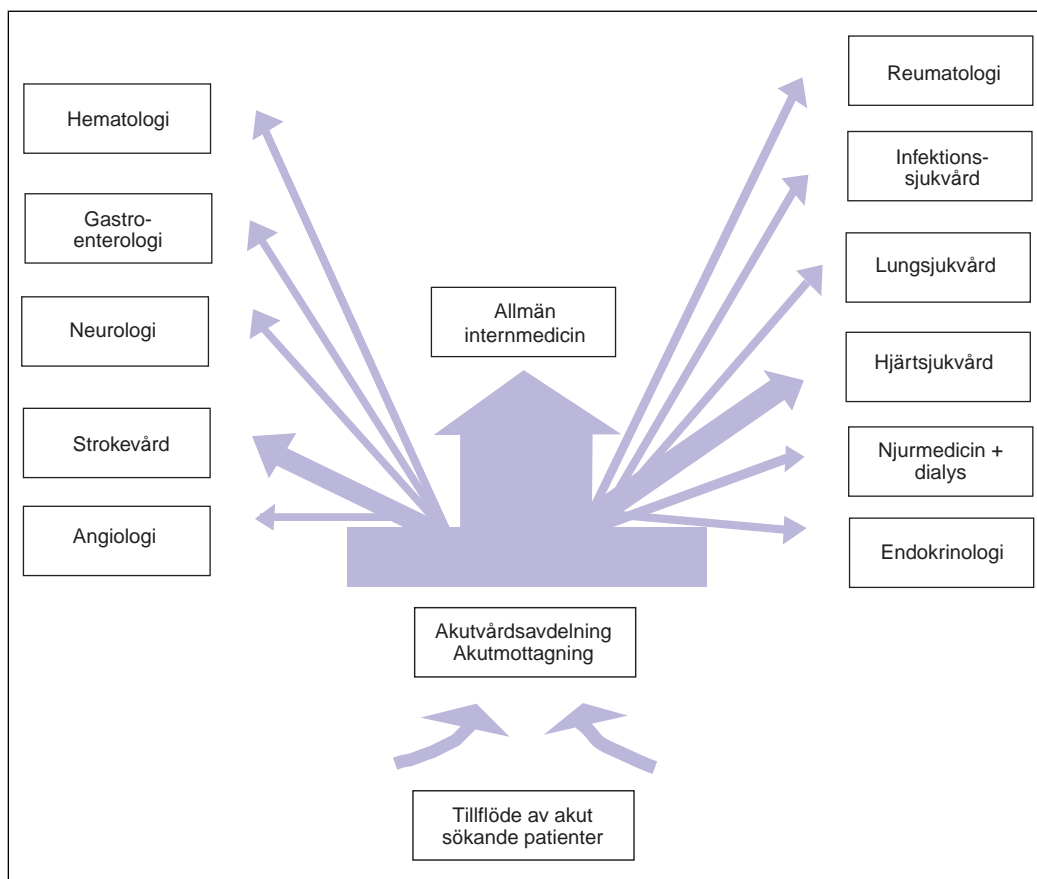 Hematologi
Gastro-
enterologi
Neurologi
Strokevård
Angiologi
Allmän
internmedicin
Reumatologi
Infektions-
sjukvård
Lungsjukvård
Hjärtsjukvård
Njurmedicin +
dialys
Endokrinologi
Akutvårdsavdelning
Akutmottagning
Tillflöde av akut
sökande patienter